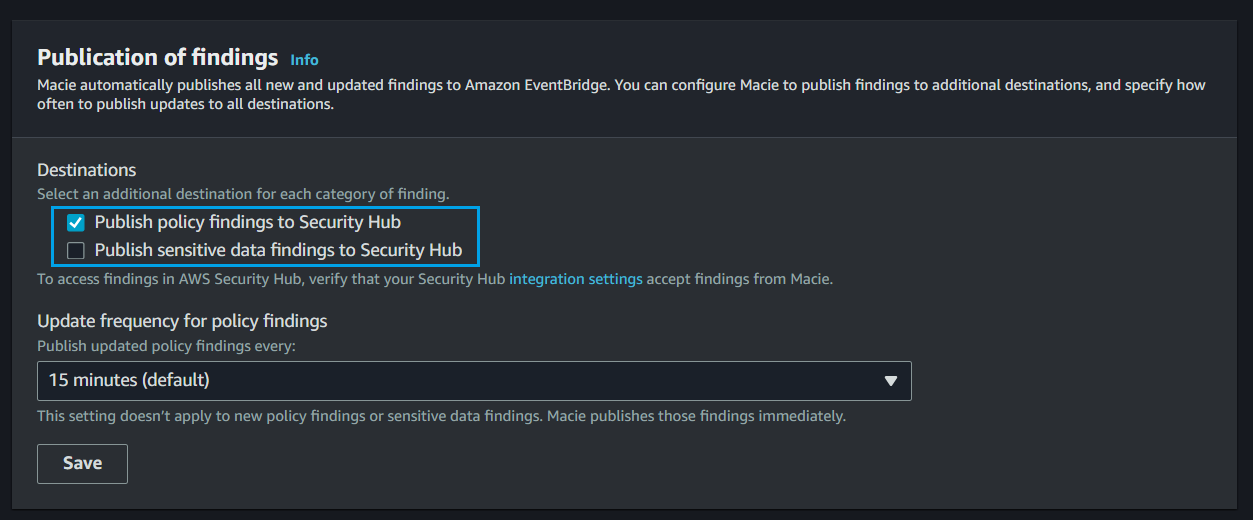 Publication of findings Info
Macie automatically publishes all new and updated findings to Amazon EventBridge. You can configure Macie to publish findings to additional destinations, and specify how
often to publish updates to all destinations.
Destinations
Select an additional destination for each category of finding.
Publish policy findings to Security Hub
Publish sensitive data findings to Security Hub
To access findings in AWS Security Hub, verify that your Security Hub integration settings accept findings from Macie.
Update frequency for policy findings
Publish updated policy findings every:
15 minutes (default)
This setting doesn't apply to new policy findings or sensitive data findings. Macie publishes those findings immediately.
Save